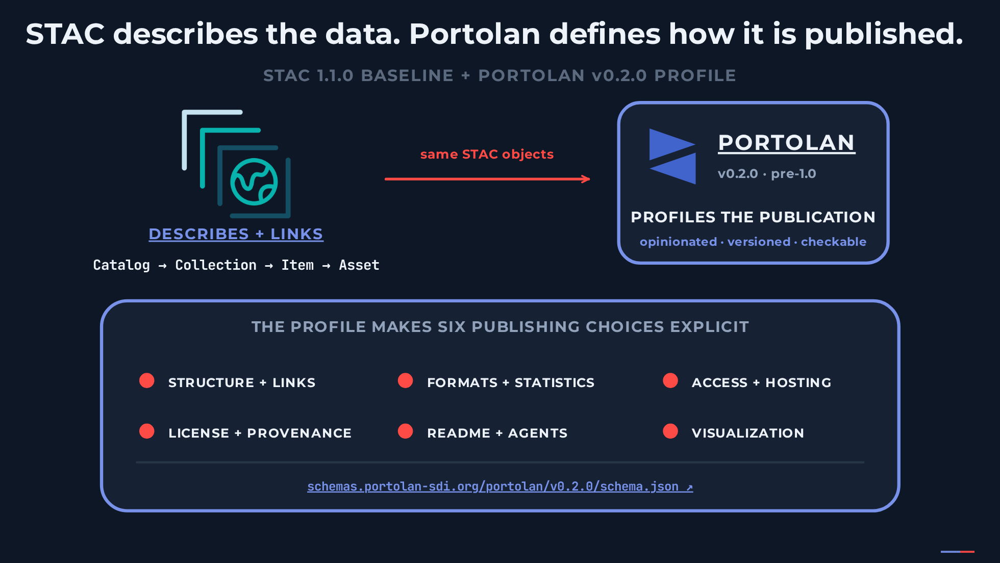 STAC describes the data. Portolan defines how it is published.
STAC 1.1.0 BASELINE + PORTOLAN v0.2.0 PROFILE
DESCRIBES + LINKS
Catalog → Collection → Item → Asset
same STAC objects
PORTOLAN
v0.2.0 · pre-1.0
PROFILES THE PUBLICATION
opinionated · versioned · checkable
THE PROFILE MAKES SIX PUBLISHING CHOICES EXPLICIT
STRUCTURE + LINKS
FORMATS + STATISTICS
ACCESS + HOSTING
LICENSE + PROVENANCE
README + AGENTS
VISUALIZATION
schemas.portolan-sdi.org/portolan/v0.2.0/schema.json ↗